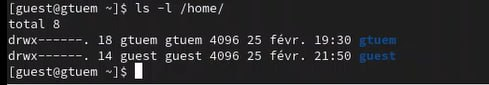 [guest@gtuem ~]$ ls -l /home/
total 8
drwx------. 18 gtuem gtuem 4096 25 févr. 19:30 gtuem
drwx------. 14 guest guest 4096 25 févr. 21:50 guest
[guest@gtuem ~]$